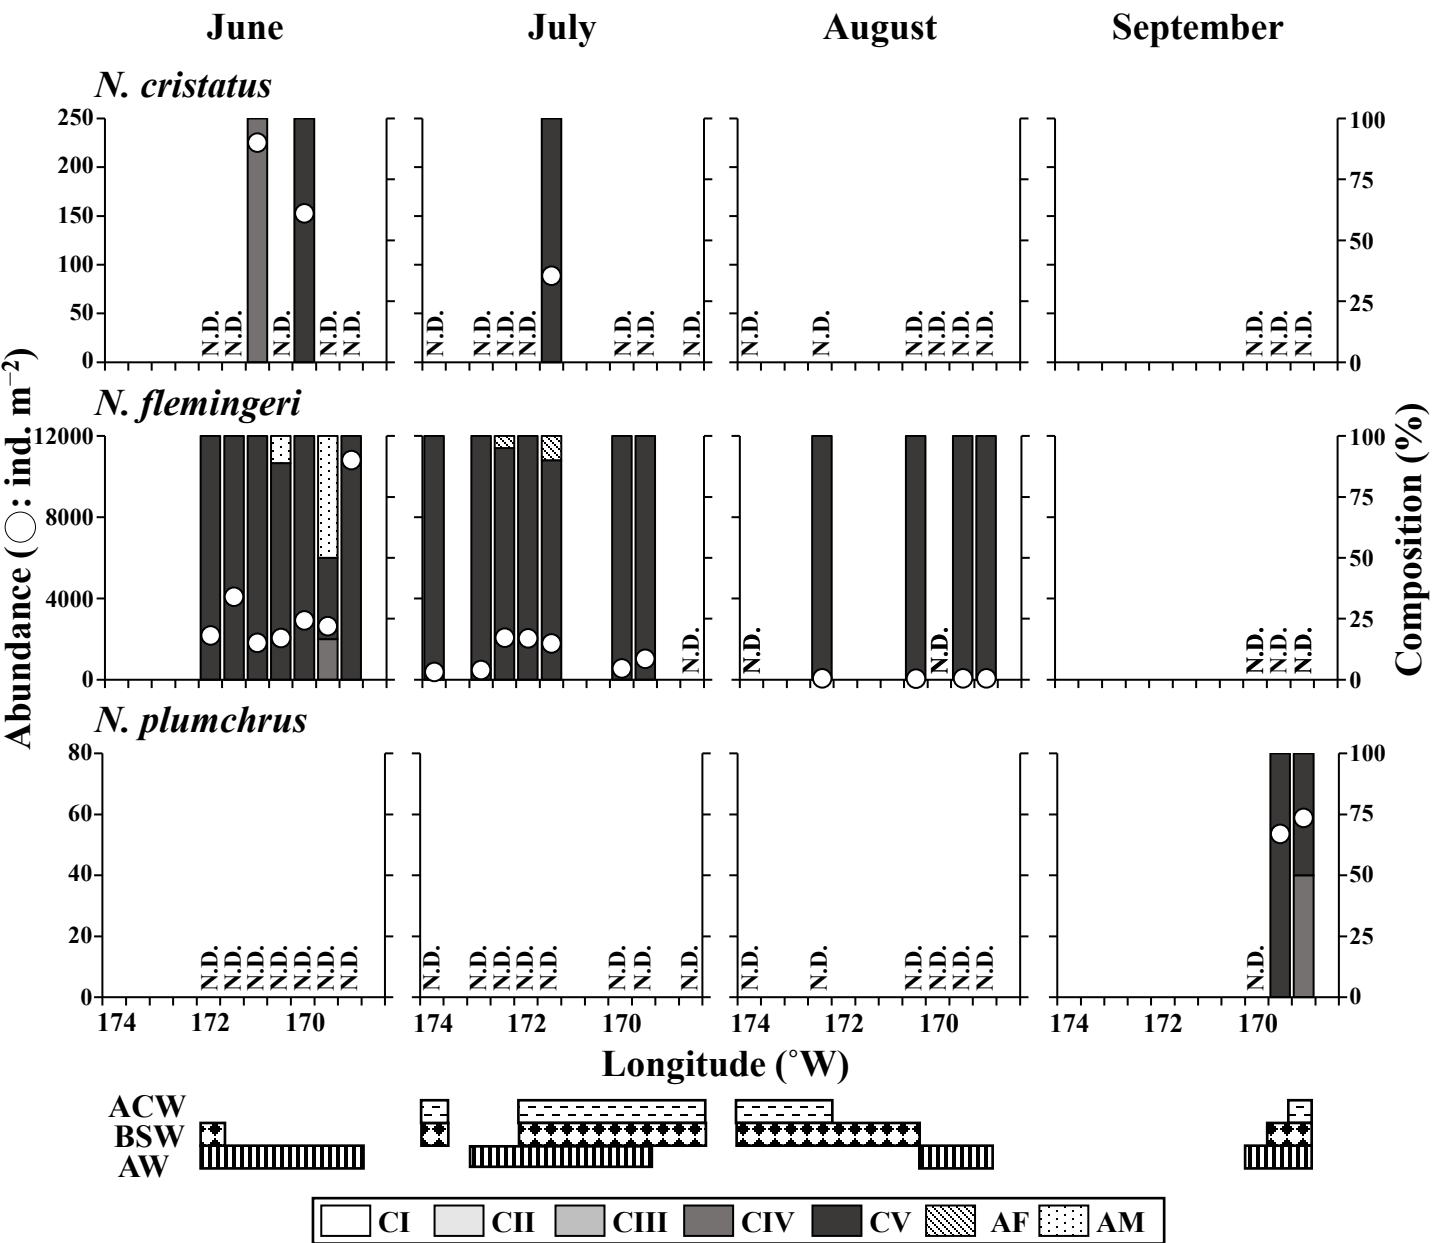 June July August September
N. cristatus
250 200 150 100 50 0
N.D. N.D. N.D. N.D. N.D.
N.D. N.D. N.D. N.D. N.D. N.D. N.D.
N.D. N.D. N.D. N.D. N.D. N.D.
N.D. N.D. N.D.
100 75 50 25 0
N. flemingeri
12000 8000 4000 0
N.D.
N.D. N.D.
N.D. N.D. N.D.
100 75 50 25 0
N. plumchrus
80 60 40 20 0
N.D. N.D. N.D. N.D. N.D. N.D. N.D.
N.D. N.D. N.D. N.D. N.D. N.D. N.D. N.D.
N.D. N.D. N.D. N.D. N.D. N.D.
N.D.
100 75 50 25 0
174 172 170 174 172 170 174 172 170 174 172 170
Abundance (○: ind. m⁻²)
Composition (%)
Longitude (˚W)
ACW
BSW
AW
CI CII CIII CIV CV AF AM